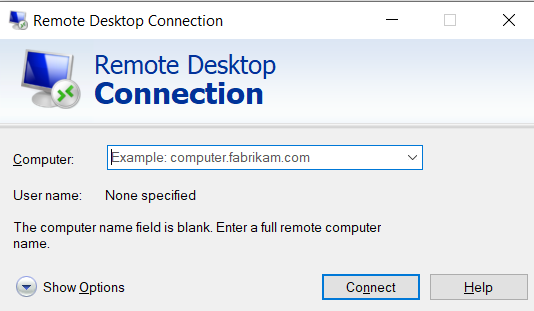 Remote Desktop Connection
Remote Desktop
Connection
Computer:
Example: computer.fabrikam.com
User name: None specified
The computer name field is blank. Enter a full remote computer
name.
Show Options
Connect
Help